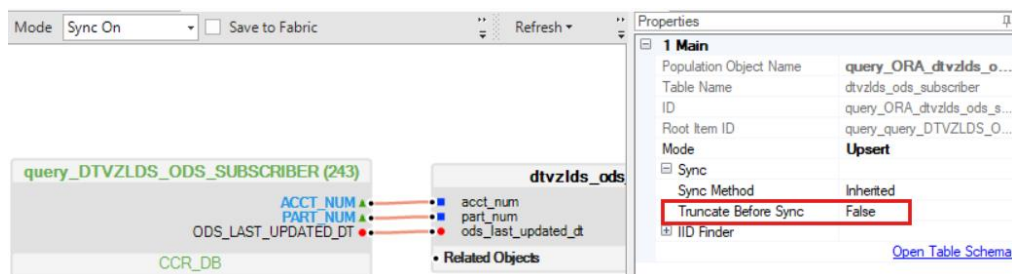 Mode Sync On Save to Fabric Refresh
query_DTVZLDS_ODS_SUBSCRIBER (243)
ACCT_NUM
PART_NUM
ODS_LAST_UPDATED_DT
CCR_DB
dtvzlds_ods
acct_num
part_num
ods_last_updated_dt
Related Objects
Properties
1 Main
Population Object Name query_ORA_dtvzlds_o...
Table Name dtvzlds_ods_subscriber
ID query_ORA_dtvzlds_ods_s...
Root Item ID query_query_DTVZLDS_O...
Mode Upsert
Sync
Sync Method Inherited
Truncate Before Sync False
IID Finder
Open Table Schema